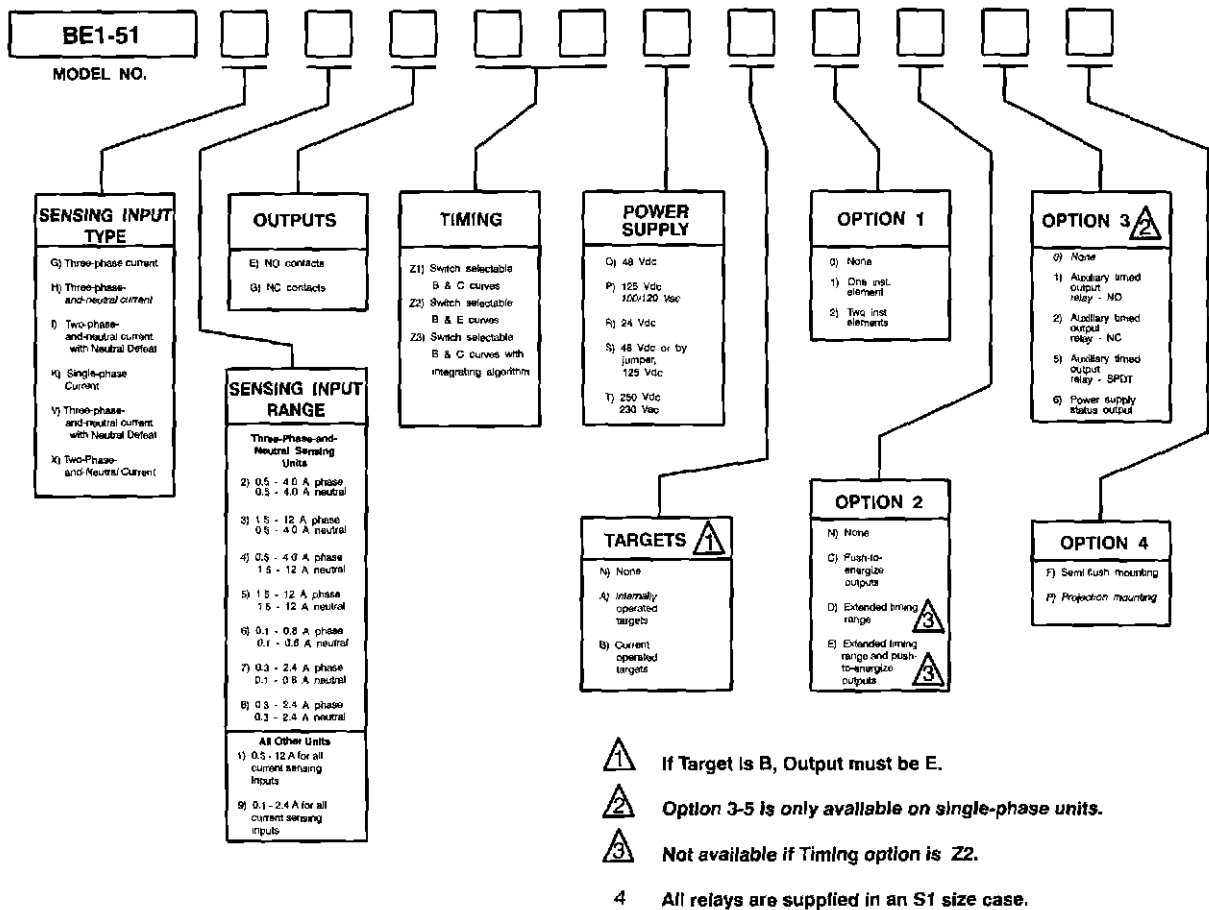 BE1-51
MODEL NO.
SENSING INPUT
TYPE
G) Three-phase current
H) Three-phase-
and-neutral current
I) Two-phase-
and-neutral current
with Neutral Defeat
K) Single-phase
Current
V) Three-phase-
and-neutral current
with Neutral Defeat
X) Two-Phase-
and-Neutral Current
SENSING INPUT
RANGE
Three-Phase-and-
Neutral Sensing
Units
2) 0.5 - 4.0 A phase
0.5 - 4.0 A neutral
3) 1.5 - 12 A phase
0.5 - 4.0 A neutral
4) 0.5 - 4.0 A phase
1.5 - 12 A neutral
5) 1.5 - 12 A phase
1.5 - 12 A neutral
6) 0.1 - 0.8 A phase
0.1 - 0.8 A neutral
7) 0.3 - 2.4 A phase
0.1 - 0.8 A neutral
8) 0.3 - 2.4 A phase
0.3 - 2.4 A neutral
All Other Units
1) 0.5 - 12 A for all
current sensing
Inputs
9) 0.1 - 2.4 A for all
current sensing
inputs
OUTPUTS
E) NO contacts
G) NC contacts
TIMING
Z1) Switch selectable
B & C curves
Z2) Switch selectable
B & E curves
Z3) Switch selectable
B & C curves with
integrating algorithm
POWER
SUPPLY
O) 48 Vdc
P) 125 Vdc
100/120 Vac
R) 24 Vdc
S) 48 Vdc or by
jumper,
125 Vdc
T) 250 Vdc
230 Vac
TARGETS 1
N) None
A) Internally
operated
targets
B) Current
operated
targets
OPTION 1
0) None
1) One inst.
element
2) Two inst
elements
OPTION 2
N) None
C) Push-to-
energize
outputs
D) Extended timing
range 3
E) Extended timing
range and push-
to-energize
outputs 3
OPTION 3 2
0) None
1) Auxiliary timed
output
relay - NO
2) Auxiliary timed
output
relay - NC
5) Auxiliary timed
output
relay - SPDT
6) Power supply
status output
OPTION 4
F) Semi flush mounting
P) Projection mounting
1 If Target is B, Output must be E.
2 Option 3-5 is only available on single-phase units.
3 Not available if Timing option is Z2.
4 All relays are supplied in an S1 size case.